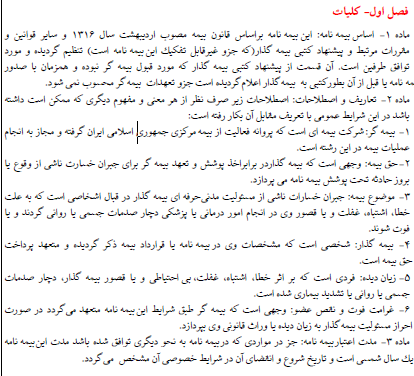 فصل اول- کلیات
ماده ۱- اساس بیمه نامه: این بیمه نامه براساس قانون بیمه مصوب اردیبهشت سال ۱۳۱۶ و سایر قوانین و
مقررات مرتبط و پیشنهاد کتبی بیمه گذار(که جزو غیرقابل تفکیک این بیمه نامه است) تنظیم گردیده و مورد
توافق طرفین است. آن قسمت از پیشنهاد کتبی بیمه گذار که مورد قبول بیمه گر نبوده و همزمان با صدور
مه نامه یا قبل از آن بطورکتبی به بیمه گذار اعلام گردیده است جزو تعهدات بیمه گر محسوب نمی شود.
ماده ۲- تعاریف و اصطلاحات: اصطلاحات زیر صرف نظر از هر معنی و مفهوم دیگری که ممکن است داشته
باشد در این شرایط عمومی با تعریف مقابل آن بکار رفته است:
۱- بیمه گر: شرکت بیمه ای است که پروانه فعالیت از بیمه مرکزی جمهوری اسلامی ایران گرفته و مجاز به انجام
عملیات بیمه در این رشته است.
۲-حق بیمه: وجهی است که بیمه گذاردر برابراخذ پوشش و تعهد بیمه گر برای جبران خسارت ناشی از وقوع یا
بروز حادثه تحت پوشش بیمه نامه می پردازد.
۳- موضوع بیمه: جبران خسارات ناشی از مسئولیت مدنی حرفه ای بیمه گذار در قبال اشخاصی است که به علت
خطا، اشتباه، غفلت و یا قصور وی در انجام امور درمانی یا پزشکی دچار صدمات جسمی یا روانی گردند و یا
فوت شوند.
۴- بیمه گذار: شخصی است که مشخصات وی در بیمه نامه یا قرارداد بیمه ذکر گردیده و متعهد پرداخت
حق بیمه است.
۵- زیان دیده: فردی است که بر اثر خطا، اشتباه، غفلت، بی احتیاطی و یا قصور بیمه گذار، دچار صدمات
جسمی یا روانی یا تشدید بیماری شده است.
۶- غرامت فوت و نقص عضو: وجهی است که بیمه گر طبق شرایط این بیمه نامه متعهد می گردد در صورت
احراز مسئولیت بیمه گذار به زیان دیده یا وراث قانونی وی بپردازد.
ماده ۳- مدت اعتبار بیمه نامه: جز در مواردی که در بیمه نامه به نحو دیگری توافق شده باشد مدت این بیمه نامه
یك سال شمسی است و تاریخ شروع و انقضای آن در شرایط خصوصی آن مشخص می گردد.